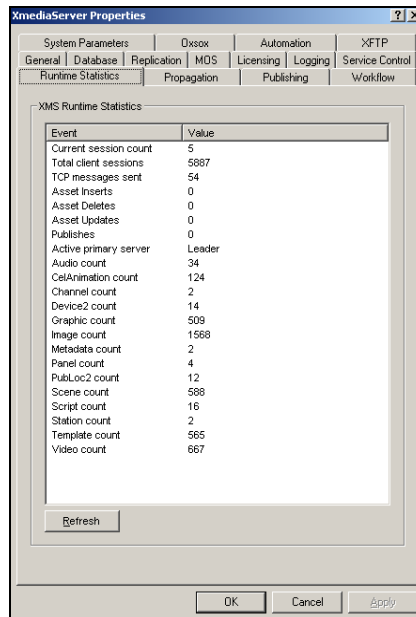 XmediaServer Properties
System Parameters Oxsox Automation XFTP
General Database Replication MOS Licensing Logging Service Control
Runtime Statistics Propagation Publishing Workflow
XMS Runtime Statistics
Event Value
Current session count 5
Total client sessions 5887
TCP messages sent 54
Asset Inserts 0
Asset Deletes 0
Asset Updates 0
Publishes 0
Active primary server Leader
Audio count 34
CelAnimation count 124
Channel count 2
Device2 count 14
Graphic count 509
Image count 1568
Metadata count 2
Panel count 4
PubLoc2 count 12
Scene count 588
Script count 16
Station count 2
Template count 565
Video count 667
Refresh
OK Cancel Apply